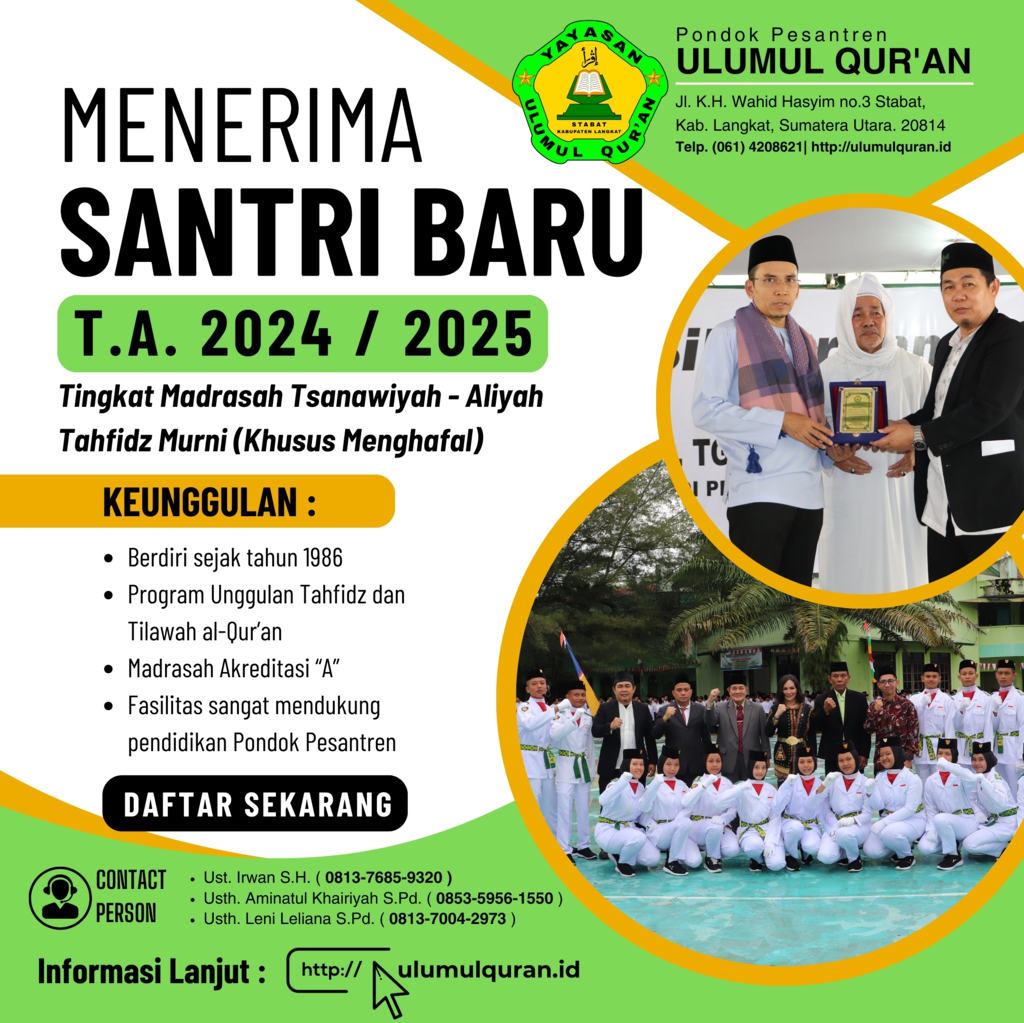 Pondok Pesantren
ULUMUL QUR'AN
Jl. K.H. Wahid Hasyim no.3 Stabat,
Kab. Langkat, Sumatera Utara. 20814
Telp. (061) 4208621| http://ulumulquran.id
YAYASAN
إقرأ
STABAT
KABUPATEN LANGKAT
ULUMUL QUR'AN
MENERIMA
SANTRI BARU
T.A. 2024 / 2025
Tingkat Madrasah Tsanawiyah - Aliyah
Tahfidz Murni (Khusus Menghafal)
KEUNGGULAN :
• Berdiri sejak tahun 1986
• Program Unggulan Tahfidz dan
Tilawah al-Qur’an
• Madrasah Akreditasi “A”
• Fasilitas sangat mendukung
pendidikan Pondok Pesantren
DAFTAR SEKARANG
CONTACT
PERSON
• Ust. Irwan S.H. ( 0813-7685-9320 )
• Usth. Aminatul Khairiyah S.Pd. ( 0853-5956-1550 )
• Usth. Leni Leliana S.Pd. ( 0813-7004-2973 )
Informasi Lanjut : http:// ulumulquran.id